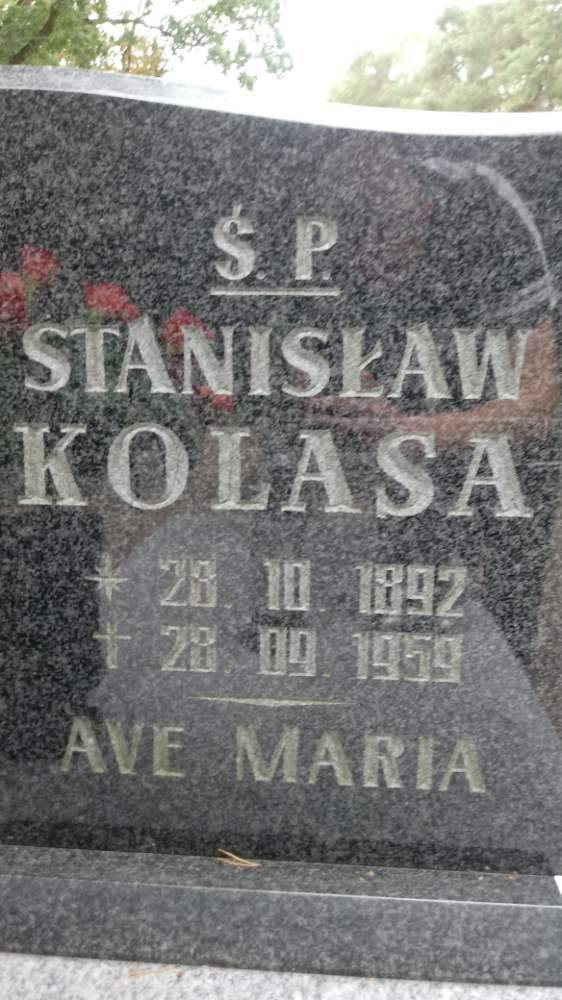 Ś. P.
STANISŁAW
KOLASA
* 28. 10. 1892
† 28. 09. 1959
AVE MARIA